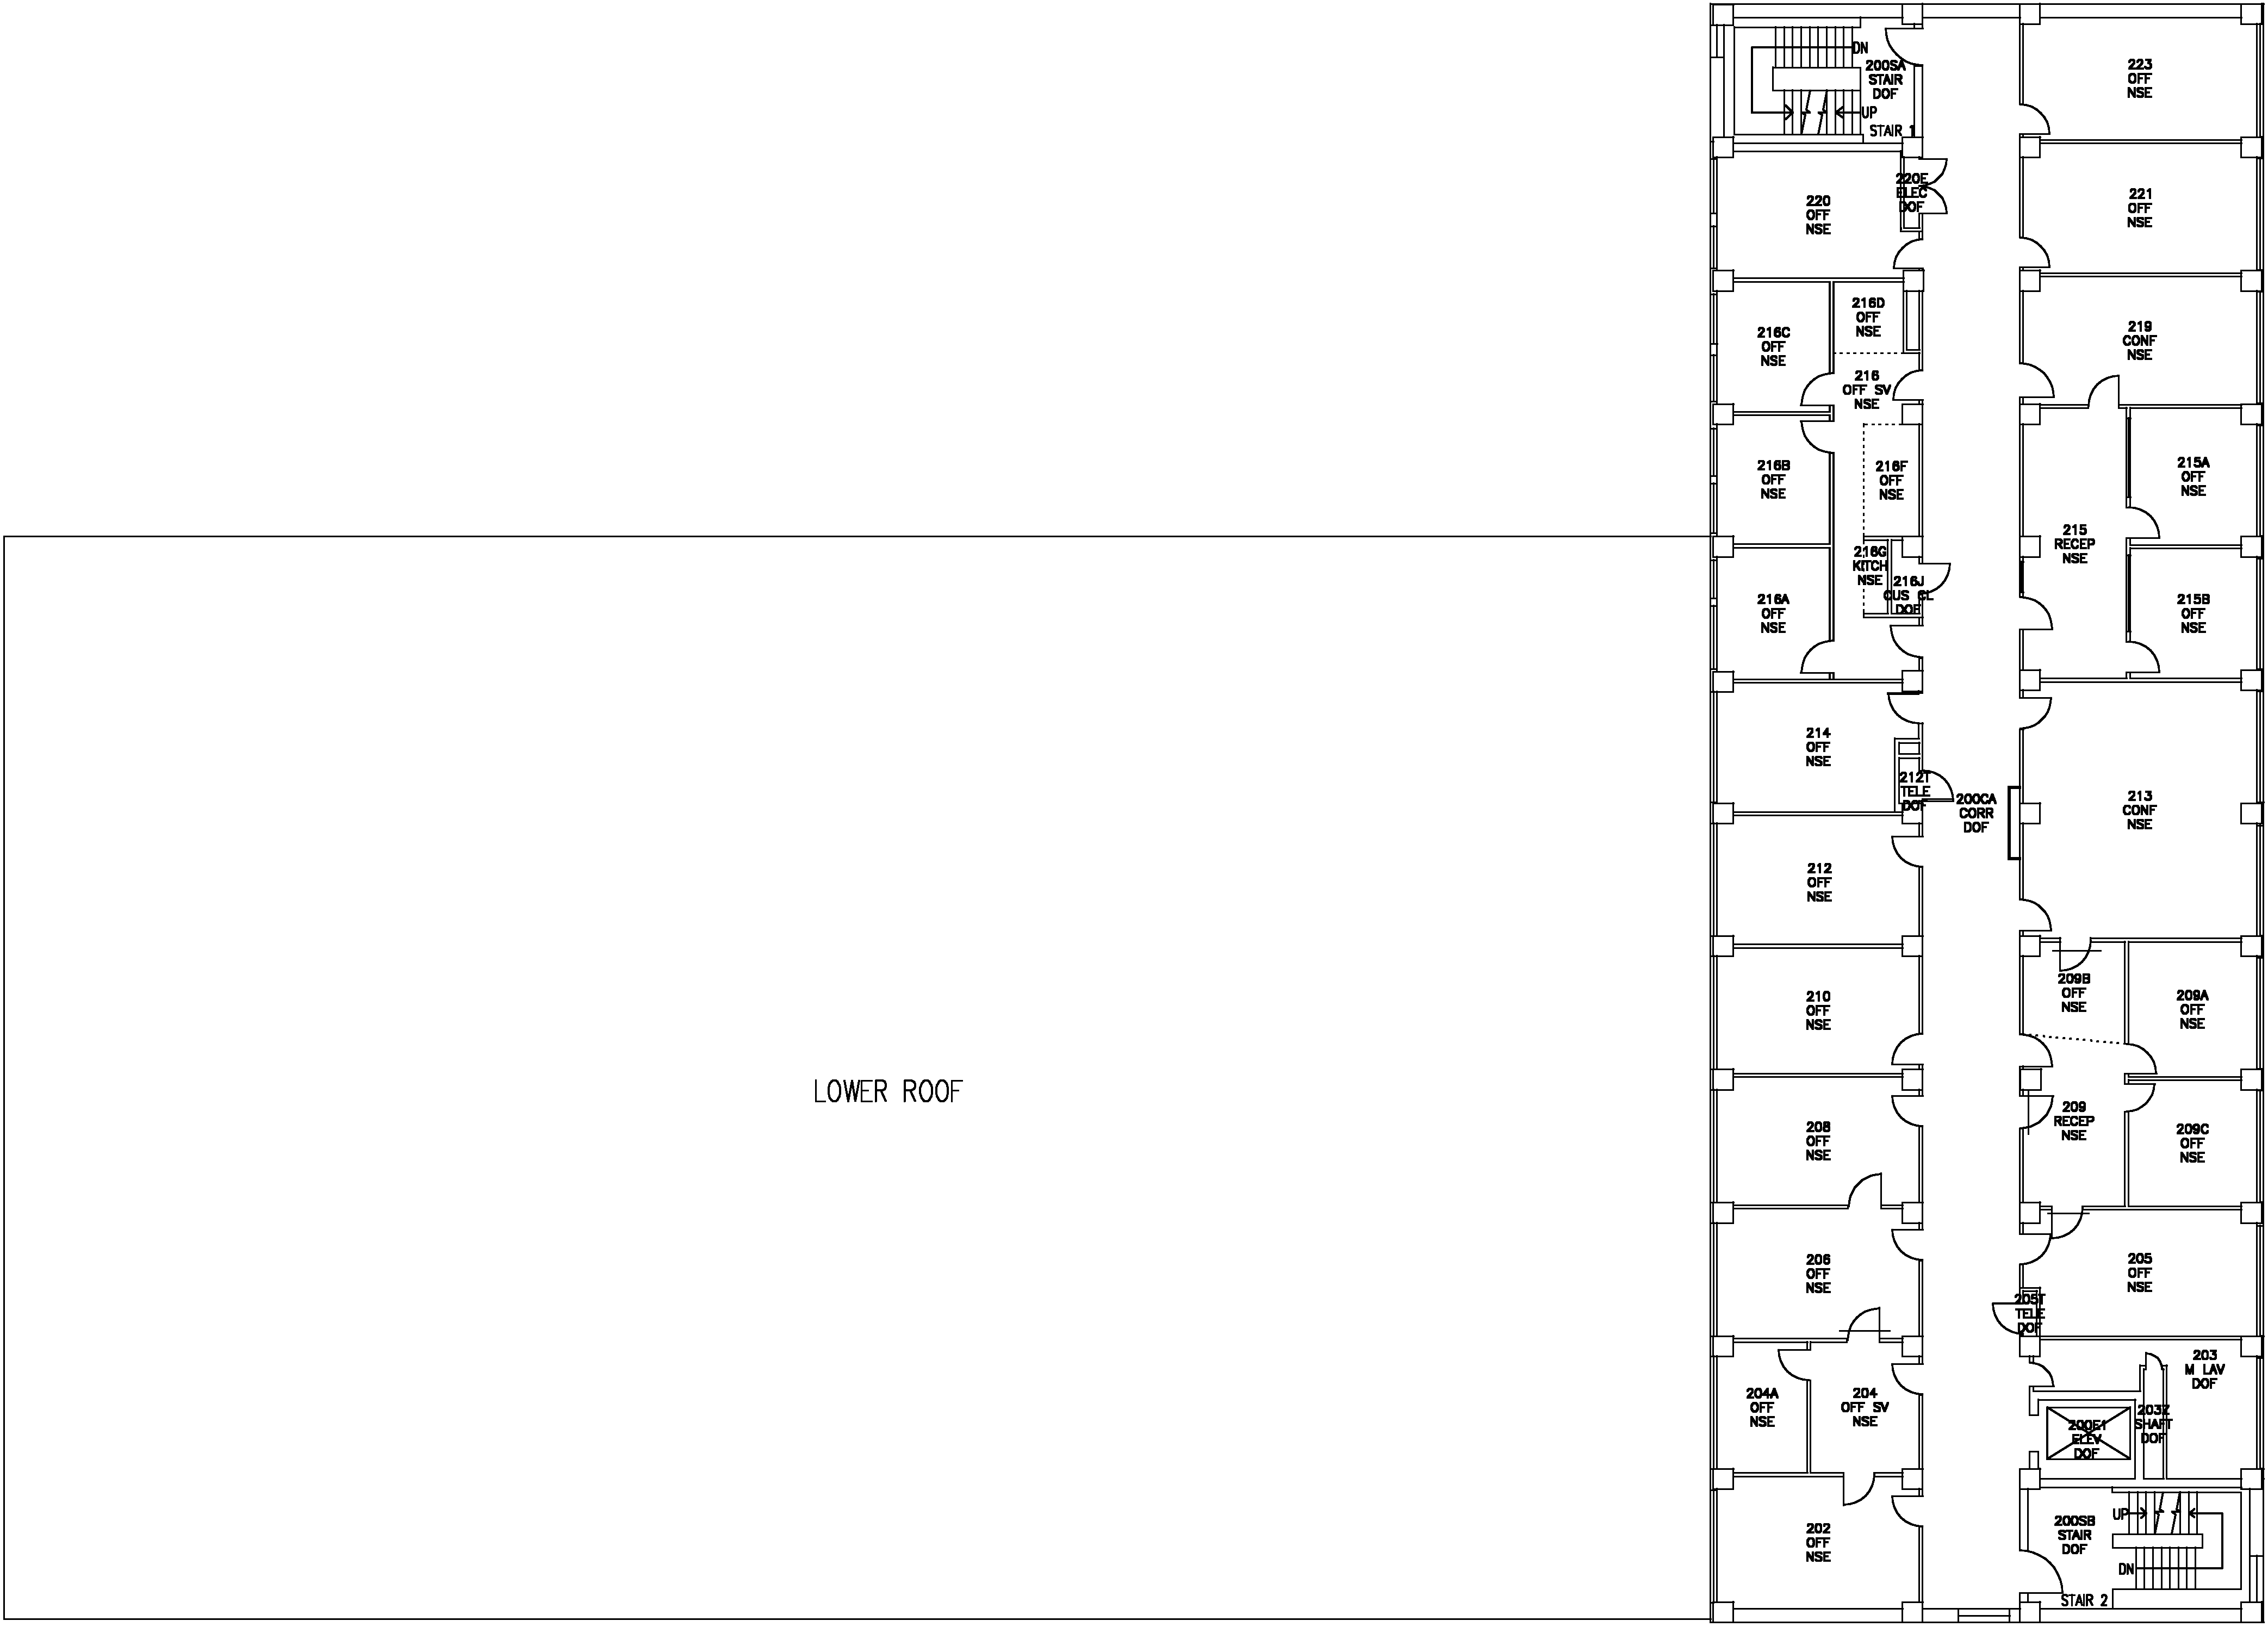 DN
200SA
STAIR
DOF
UP
STAIR 1
223
OFF
NSE
220
OFF
NSE
220E
ELEC
DOF
221
OFF
NSE
216C
OFF
NSE
216D
OFF
NSE
219
CONF
NSE
216
OFF SV
NSE
216B
OFF
NSE
216F
OFF
NSE
215A
OFF
NSE
215
RECEP
NSE
216G
KITCH
NSE
216J
CUS CL
DOF
216A
OFF
NSE
215B
OFF
NSE
214
OFF
NSE
212T
TELE
DOF
200CA
CORR
DOF
213
CONF
NSE
212
OFF
NSE
210
OFF
NSE
209B
OFF
NSE
209A
OFF
NSE
LOWER ROOF
208
OFF
NSE
209
RECEP
NSE
209C
OFF
NSE
206
OFF
NSE
205
OFF
NSE
205T
TELE
DOF
204A
OFF
NSE
204
OFF SV
NSE
203
M LAV
DOF
200E1
ELEV
DOF
203Z
SHAFT
DOF
202
OFF
NSE
200SB
STAIR
DOF
UP
DN
STAIR 2